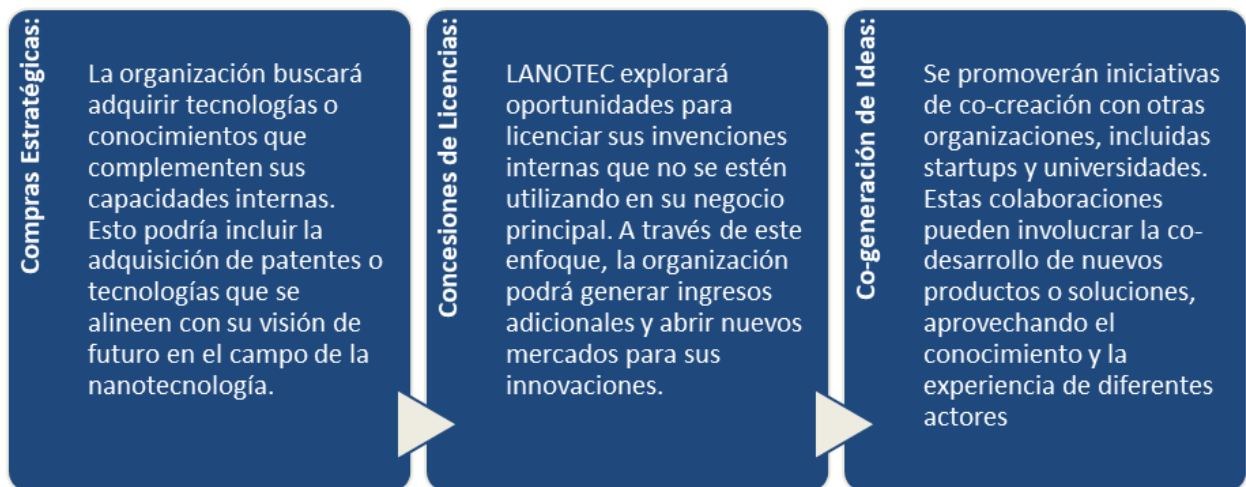 Compras Estratégicas:
La organización buscará
adquirir tecnologías o
conocimientos que
complementen sus
capacidades internas.
Esto podría incluir la
adquisición de patentes o
tecnologías que se
alineen con su visión de
futuro en el campo de la
nanotecnología.
Concesiones de Licencias:
LANOTEC explorará
oportunidades para
licenciar sus invenciones
internas que no se estén
utilizando en su negocio
principal. A través de este
enfoque, la organización
podrá generar ingresos
adicionales y abrir nuevos
mercados para sus
innovaciones.
Co-generación de Ideas:
Se promoverán iniciativas
de co-creación con otras
organizaciones, incluidas
startups y universidades.
Estas colaboraciones
pueden involucrar la co-
desarrollo de nuevos
productos o soluciones,
aprovechando el
conocimiento y la
experiencia de diferentes
actores